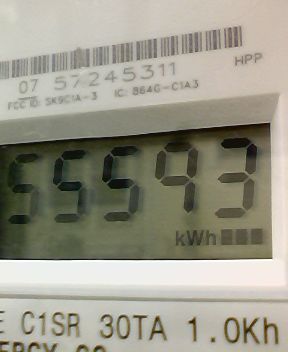 HPP
07 57245311
FCC ID: SK9C1A-3 IC: 864G-C1A3
55593
kWh
E C1SR 30TA 1.0Kh